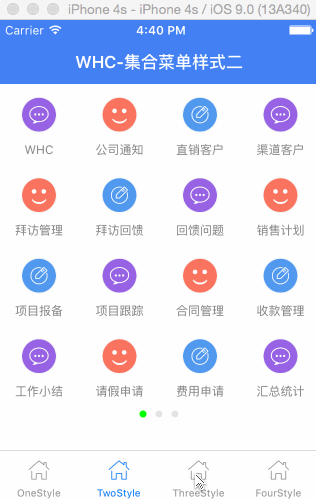 iPhone 4s - iPhone 4s / iOS 9.0 (13A340)
Carrier 4:40 PM
WHC-集合菜单样式二
WHC 公司通知 直销客户 渠道客户
拜访管理 拜访回馈 回馈问题 销售计划
项目报备 项目跟踪 合同管理 收款管理
工作小结 请假申请 费用申请 汇总统计
OneStyle TwoStyle ThreeStyle FourStyle